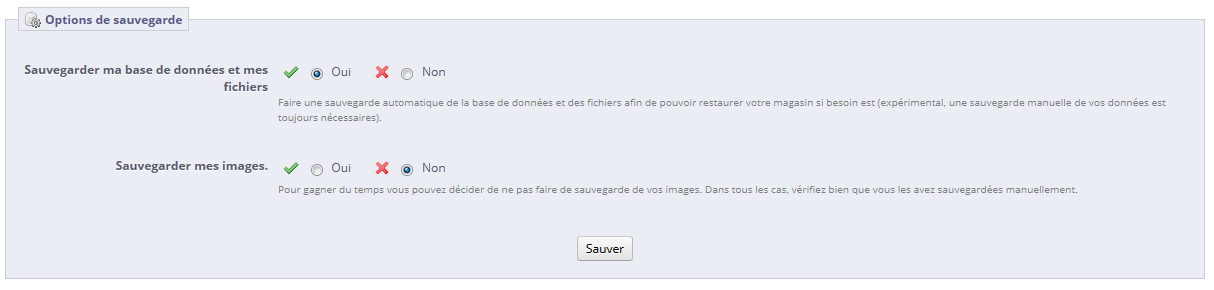 Options de sauvegarde
Sauvegarder ma base de données et mes
fichiers
Oui
Non
Faire une sauvegarde automatique de la base de données et des fichiers afin de pouvoir restaurer votre magasin si besoin est (expérimental, une sauvegarde manuelle de vos données est
toujours nécessaires).
Sauvegarder mes images.
Oui
Non
Pour gagner du temps vous pouvez décider de ne pas faire de sauvegarde de vos images. Dans tous les cas, vérifiez bien que vous les avez sauvegardées manuellement.
Sauver